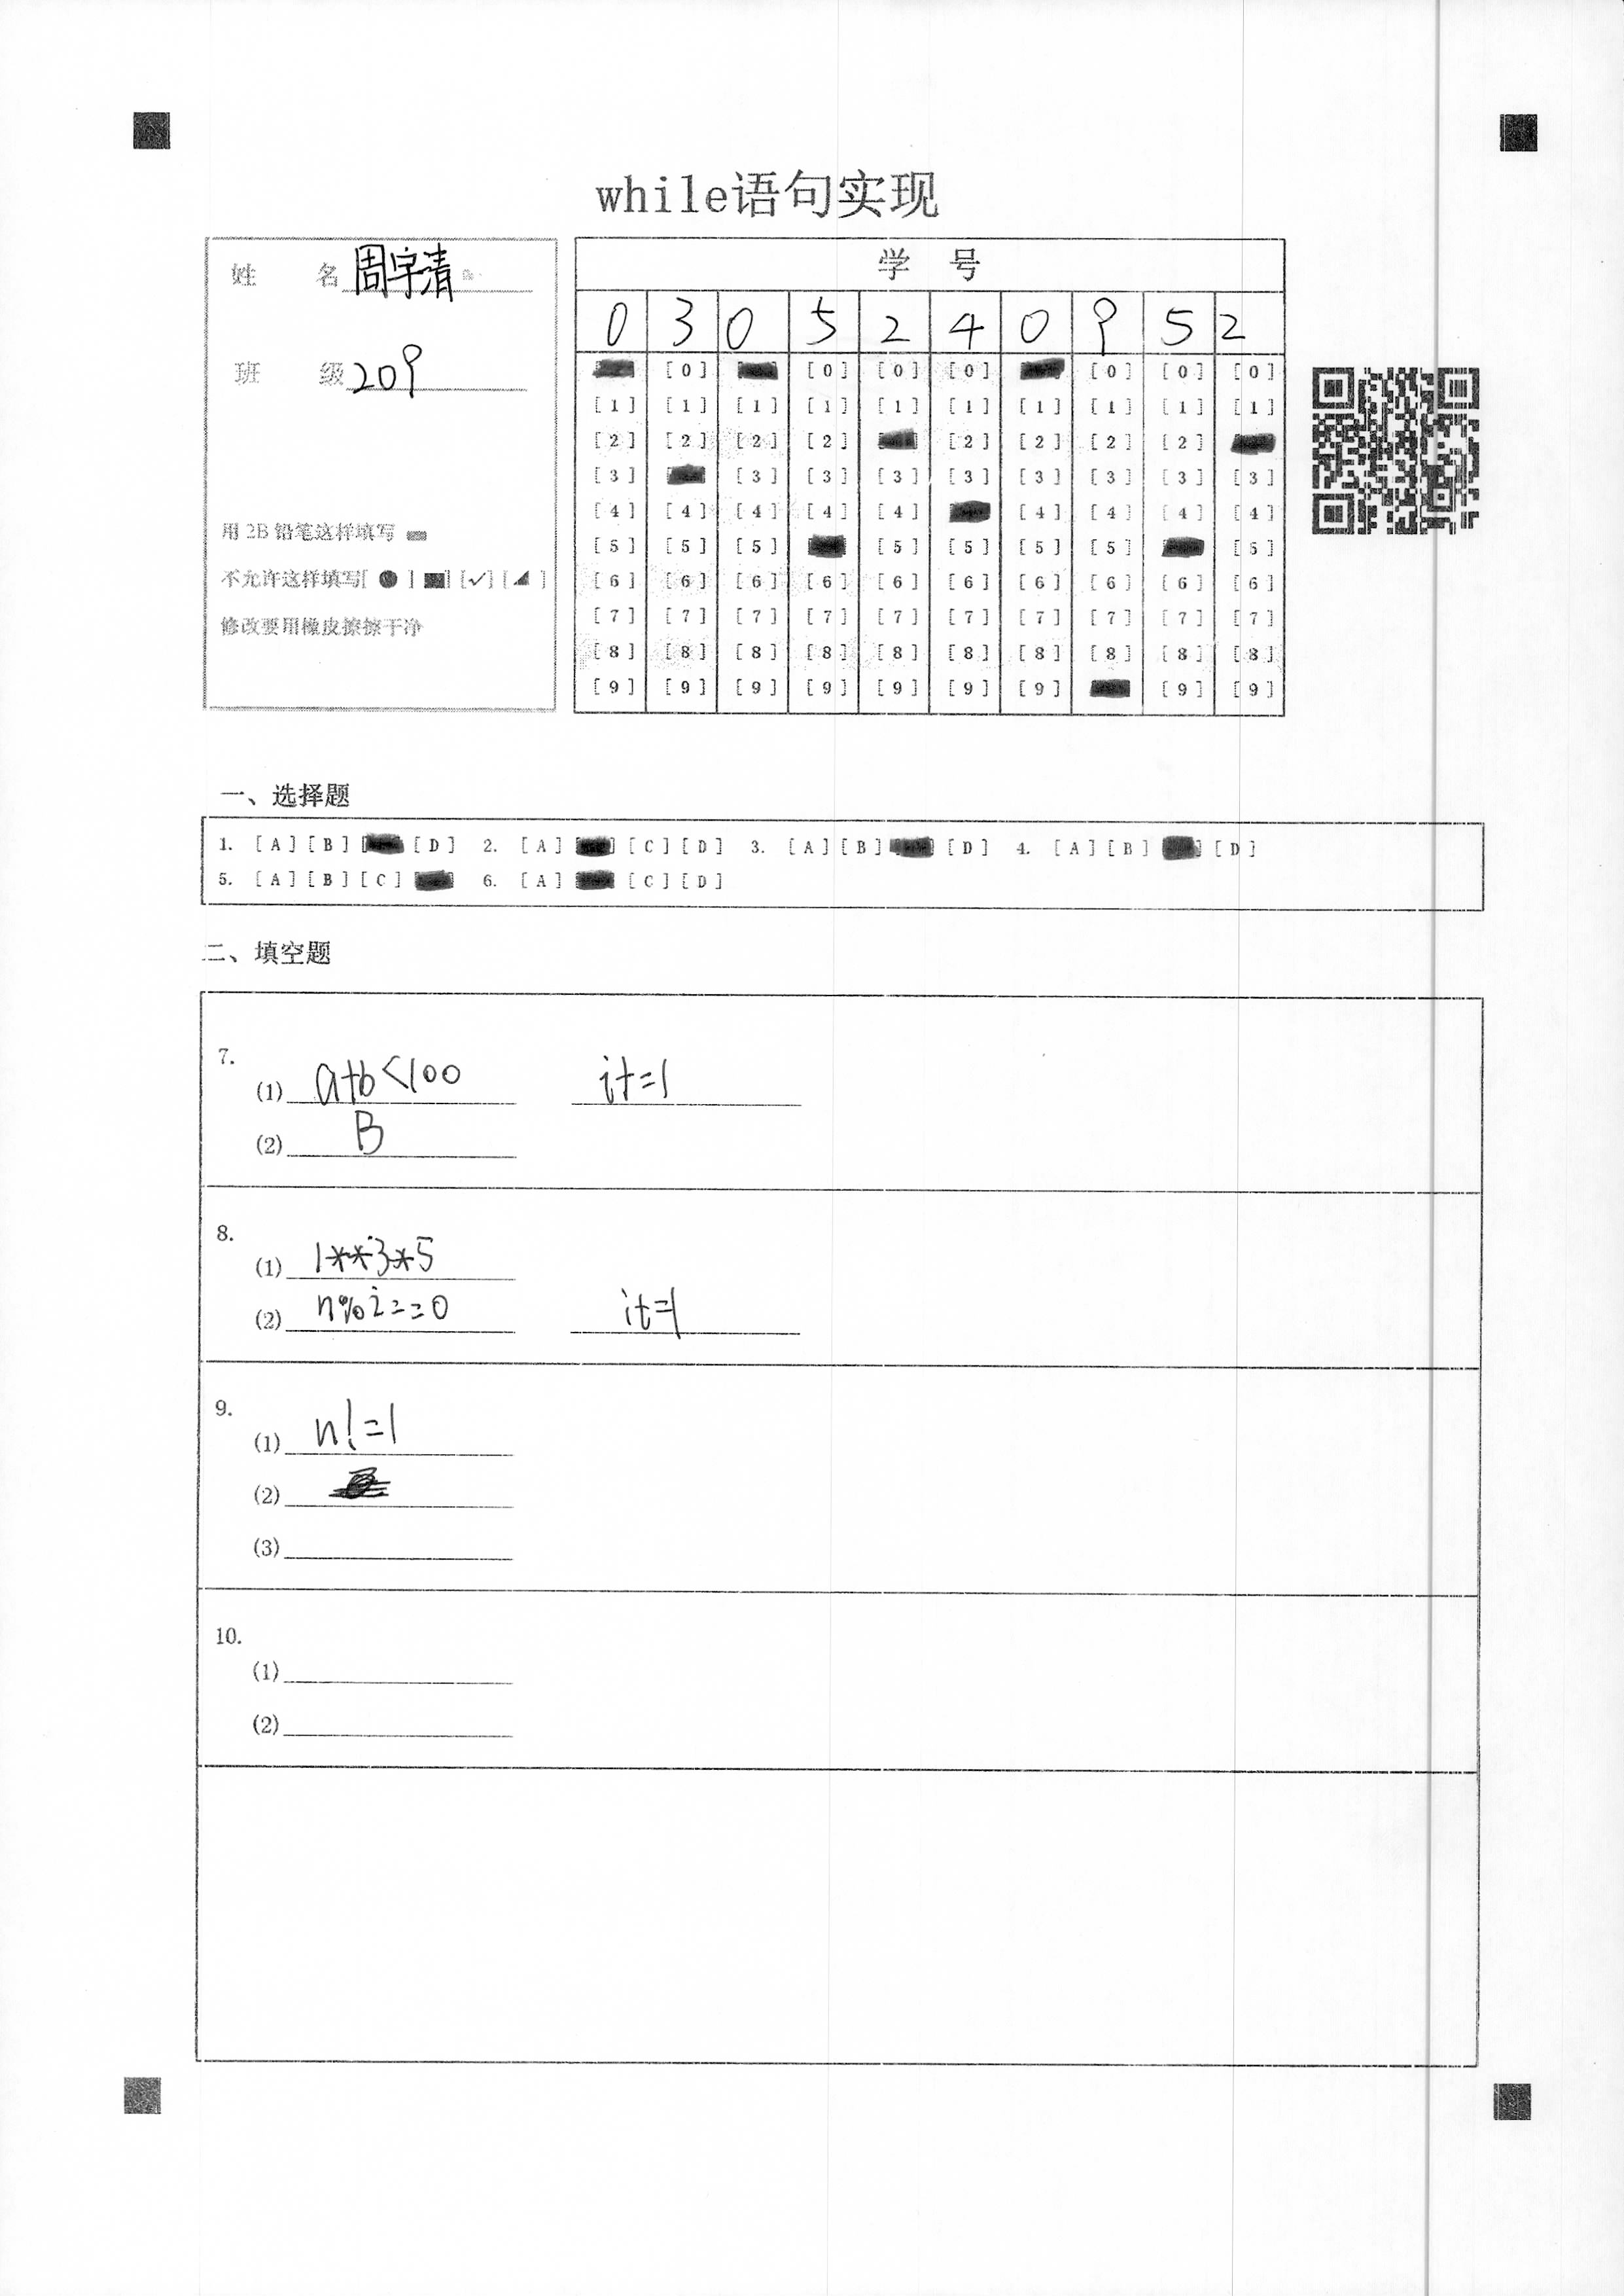 while语句实现
姓 名 周宇清
班 级 209
用 2B 铅笔这样填写
不允许这样填写[ ● ] [■] [✓] [◢ ]
修改要用橡皮擦擦干净
学 号
0 3 0 5 2 4 0 9 5 2
[0] [0] [0] [0] [0] [0] [0]
[1] [1] [1] [1] [1] [1] [1] [1] [1] [1]
[2] [2] [2] [2] [2] [2] [2] [2]
[3] [3] [3] [3] [3] [3] [3] [3] [3]
[4] [4] [4] [4] [4] [4] [4] [4] [4]
[5] [5] [5] [5] [5] [5] [5] [5]
[6] [6] [6] [6] [6] [6] [6] [6] [6] [6]
[7] [7] [7] [7] [7] [7] [7] [7] [7] [7]
[8] [8] [8] [8] [8] [8] [8] [8] [8] [8]
[9] [9] [9] [9] [9] [9] [9] [9] [9]
一、选择题
1. [A] [B] [D] 2. [A] [C] [D] 3. [A] [B] [D] 4. [A] [B] [D]
5. [A] [B] [C] 6. [A] [C] [D]
二、填空题
7.
(1) a+b<100 i+=1
(2) B
8.
(1) 1**3*5
(2) n%i==0 i+=1
9.
(1) n!=1
(2)
(3)
10.
(1)
(2)